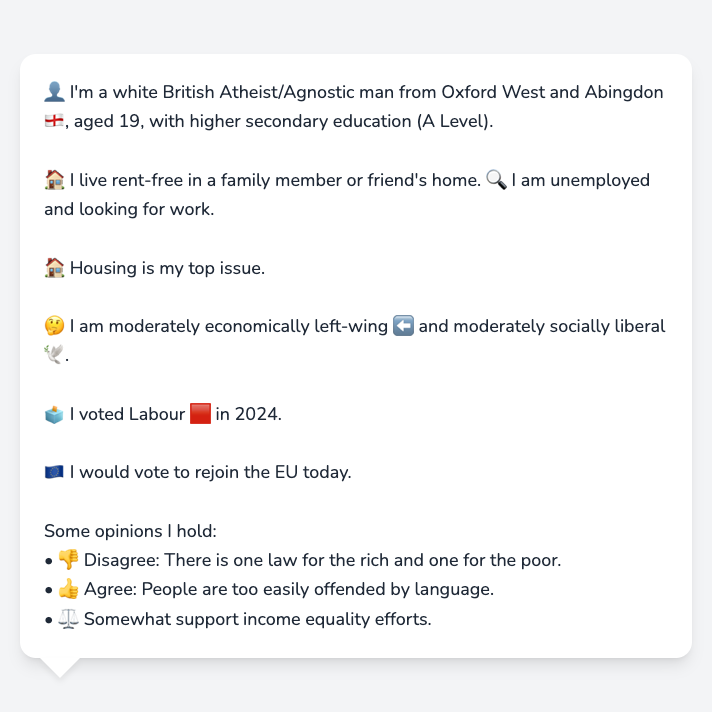 👤 I'm a white British Atheist/Agnostic man from Oxford West and Abingdon
🏴󠁧󠁢󠁥󠁮󠁧󠁿, aged 19, with higher secondary education (A Level).
🏠 I live rent-free in a family member or friend's home. 🔍 I am unemployed
and looking for work.
🏠 Housing is my top issue.
🤔 I am moderately economically left-wing ⬅️ and moderately socially liberal
🕊️.
🗳️ I voted Labour 🟥 in 2024.
🇪🇺 I would vote to rejoin the EU today.
Some opinions I hold:
• 👎 Disagree: There is one law for the rich and one for the poor.
• 👍 Agree: People are too easily offended by language.
• ⚖️ Somewhat support income equality efforts.